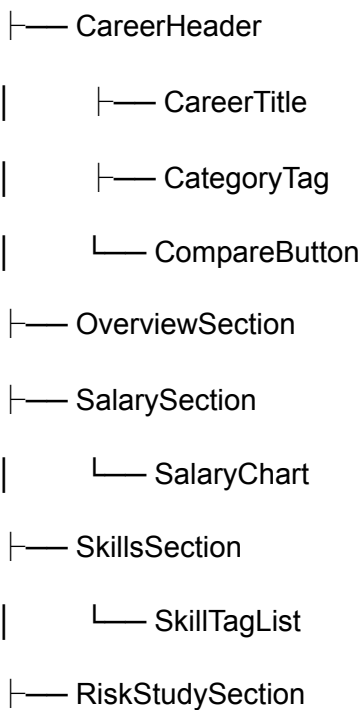 ├── CareerHeader
│ ├── CareerTitle
│ ├── CategoryTag
│ └── CompareButton
├── OverviewSection
├── SalarySection
│ └── SalaryChart
├── SkillsSection
│ └── SkillTagList
├── RiskStudySection